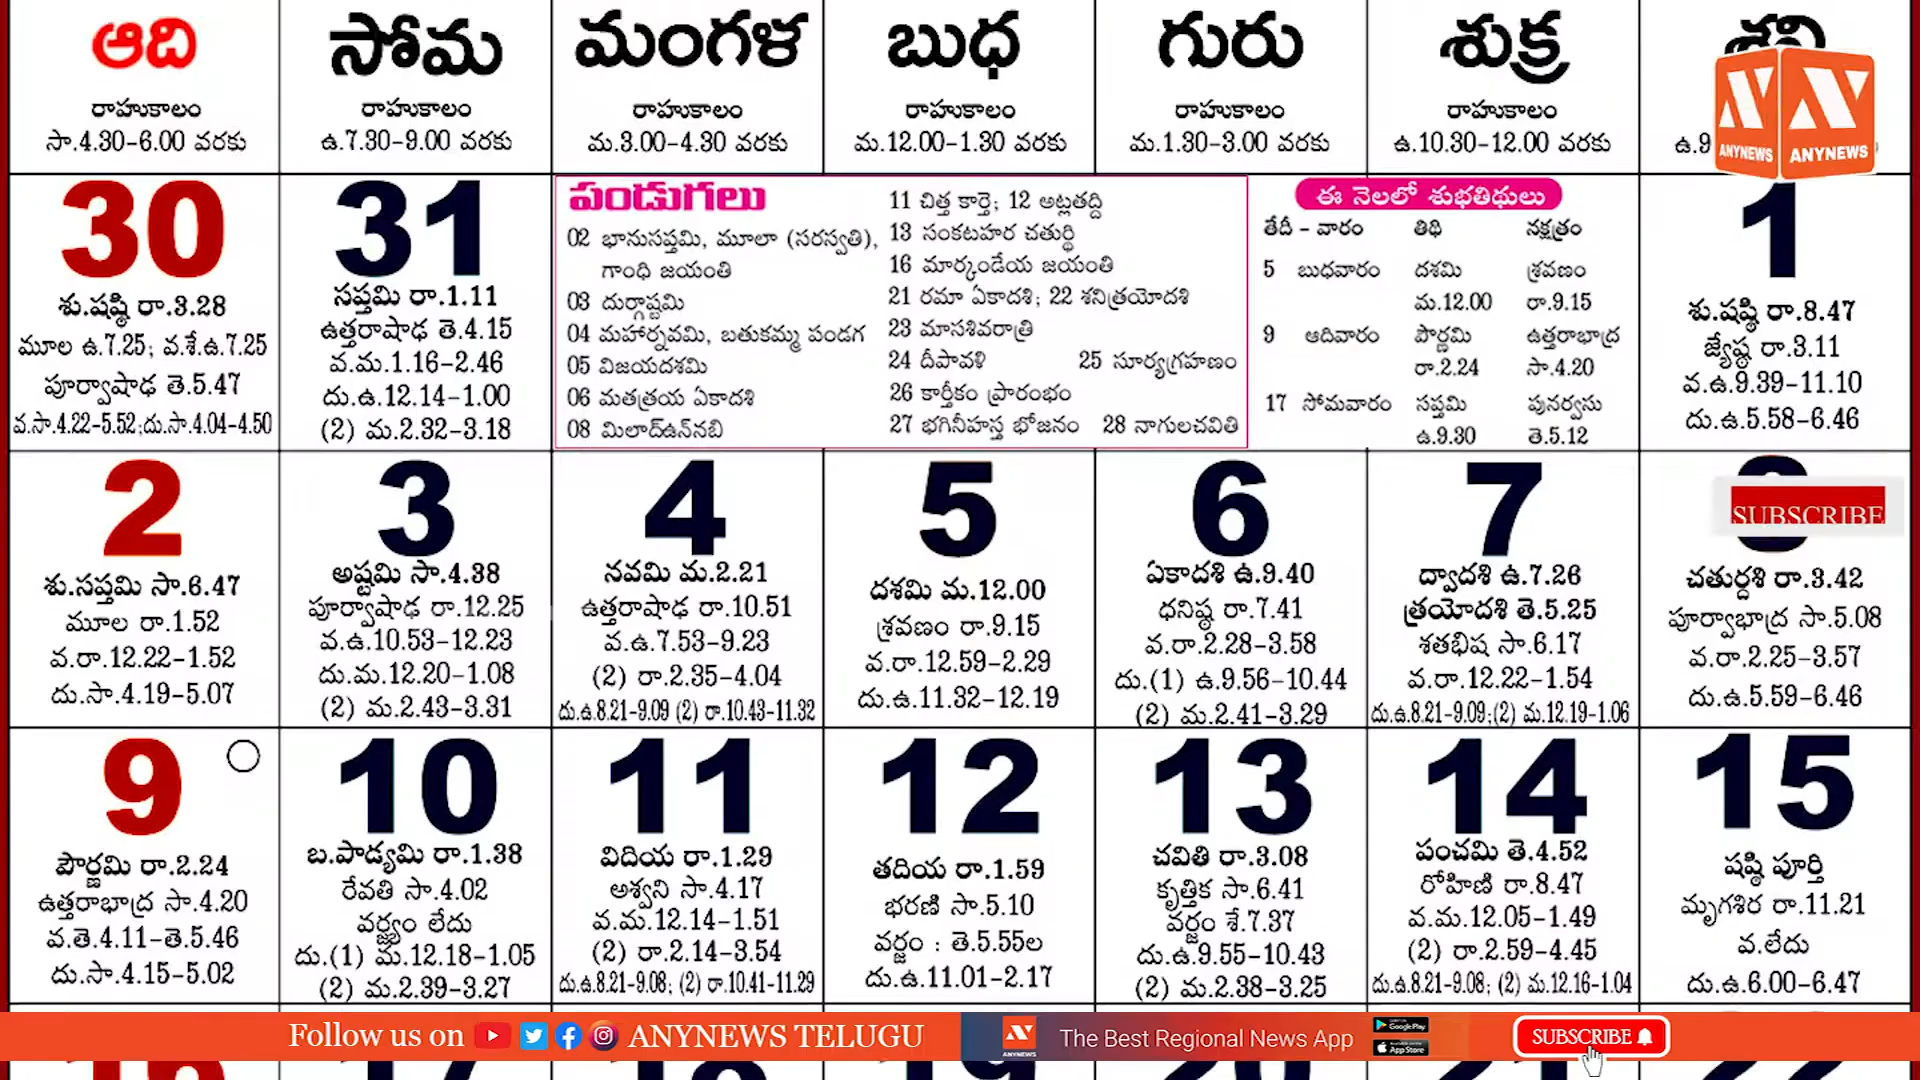 ఆది
సోమ
మంగళ
బుధ
గురు
శుక్ర
శని
రాహుకాలం
సా.4.30-6.00 వరకు
రాహుకాలం
ఉ.7.30-9.00 వరకు
రాహుకాలం
మ.3.00-4.30 వరకు
రాహుకాలం
మ.12.00-1.30 వరకు
రాహుకాలం
మ.1.30-3.00 వరకు
రాహుకాలం
ఉ.10.30-12.00 వరకు
ఉ.9
ANYNEWS ANYNEWS
30
శు.షష్ఠి రా.3.28
మూల ఉ.7.25; వ.శే.ఉ.7.25
పూర్వాషాఢ తె.5.47
వ.సా.4.22-5.52;దు.సా.4.04-4.50
31
సప్తమి రా.1.11
ఉత్తరాషాఢ తె.4.15
వ.మ.1.16-2.46
దు.ఉ.12.14-1.00
(2) మ.2.32-3.18
పండుగలు
02 భానుసప్తమి, మూలా (సరస్వతి),
గాంధి జయంతి
03 దుర్గాష్టమి
04 మహార్నవమి, బతుకమ్మ పండగ
05 విజయదశమి
06 మతత్రయ ఏకాదశి
08 మిలాద్ఉన్‌నబి
11 చిత్త కార్తె; 12 అట్లతద్ది
13 సంకటహర చతుర్థి
16 మార్కండేయ జయంతి
21 రమా ఏకాదశి; 22 శనిత్రయోదశి
23 మాసశివరాత్రి
24 దీపావళి 25 సూర్యగ్రహణం
26 కార్తీకం ప్రారంభం
27 భగినీహస్త భోజనం 28 నాగులచవితి
ఈ నెలలో శుభతిథులు
తేదీ - వారం తిథి నక్షత్రం
5 బుధవారం దశమి శ్రవణం
మ.12.00 రా.9.15
9 ఆదివారం పౌర్ణమి ఉత్తరాభాద్ర
రా.2.24 సా.4.20
17 సోమవారం సప్తమి పునర్వసు
ఉ.9.30 తె.5.12
1
శు.షష్ఠి రా.8.47
జ్యేష్ఠ రా.3.11
వ.ఉ.9.39-11.10
దు.ఉ.5.58-6.46
2
శు.సప్తమి సా.6.47
మూల రా.1.52
వ.రా.12.22-1.52
దు.సా.4.19-5.07
3
అష్టమి సా.4.38
పూర్వాషాఢ రా.12.25
వ.ఉ.10.53-12.23
దు.మ.12.20-1.08
(2) మ.2.43-3.31
4
నవమి మ.2.21
ఉత్తరాషాఢ రా.10.51
వ.ఉ.7.53-9.23
(2) రా.2.35-4.04
దు.ఉ.8.21-9.09 (2) రా.10.43-11.32
5
దశమి మ.12.00
శ్రవణం రా.9.15
వ.రా.12.59-2.29
దు.ఉ.11.32-12.19
6
ఏకాదశి ఉ.9.40
ధనిష్ఠ రా.7.41
వ.రా.2.28-3.58
దు.(1) ఉ.9.56-10.44
(2) మ.2.41-3.29
7
ద్వాదశి ఉ.7.26
త్రయోదశి తె.5.25
శతభిష సా.6.17
వ.రా.12.22-1.54
దు.ఉ.8.21-9.09;(2) మ.12.19-1.06
8
SUBSCRIBE
చతుర్దశి రా.3.42
పూర్వాభాద్ర సా.5.08
వ.రా.2.25-3.57
దు.ఉ.5.59-6.46
9
పౌర్ణమి రా.2.24
ఉత్తరాభాద్ర సా.4.20
వ.తె.4.11-తె.5.46
దు.సా.4.15-5.02
10
బ.పాడ్యమి రా.1.38
రేవతి సా.4.02
వర్జ్యం లేదు
దు.(1) మ.12.18-1.05
(2) మ.2.39-3.27
11
విదియ రా.1.29
అశ్వని సా.4.17
వ.మ.12.14-1.51
(2) రా.2.14-3.54
దు.ఉ.8.21-9.08; (2) రా.10.41-11.29
12
తదియ రా.1.59
భరణి సా.5.10
వర్జం : తె.5.55ల
దు.ఉ.11.01-2.17
13
చవితి రా.3.08
కృత్తిక సా.6.41
వర్జం శే.7.37
దు.ఉ.9.55-10.43
(2) మ.2.38-3.25
14
పంచమి తె.4.52
రోహిణి రా.8.47
వ.మ.12.05-1.49
(2) రా.2.59-4.45
దు.ఉ.8.21-9.08; (2) మ.12.16-1.04
15
షష్ఠి పూర్తి
మృగశిర రా.11.21
వ.లేదు
దు.ఉ.6.00-6.47
Follow us on ANYNEWS TELUGU
ANYNEWS
The Best Regional News App
Google Play
App Store
SUBSCRIBE